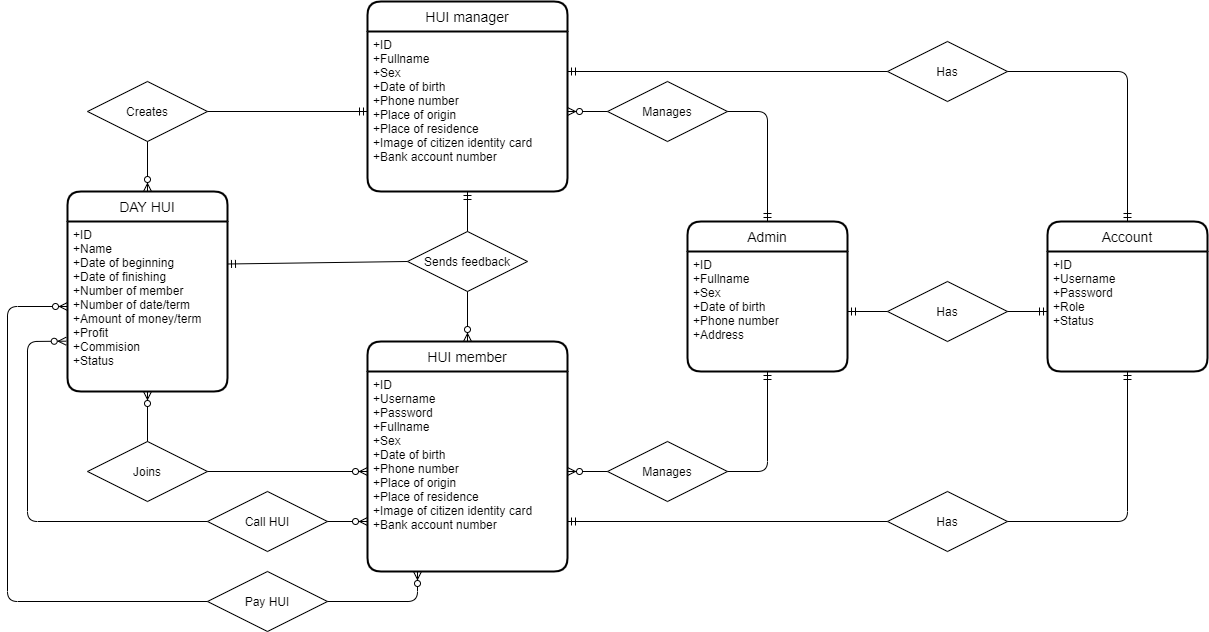 HUI manager
+ID
+Fullname
+Sex
+Date of birth
+Phone number
+Place of origin
+Place of residence
+Image of citizen identity card
+Bank account number
Has
Creates
Manages
DAY HUI
+ID
+Name
+Date of beginning
+Date of finishing
+Number of member
+Number of date/term
+Amount of money/term
+Profit
+Commision
+Status
Sends feedback
Admin
+ID
+Fullname
+Sex
+Date of birth
+Phone number
+Address
Has
Account
+ID
+Username
+Password
+Role
+Status
HUI member
+ID
+Username
+Password
+Fullname
+Sex
+Date of birth
+Phone number
+Place of origin
+Place of residence
+Image of citizen identity card
+Bank account number
Joins
Manages
Call HUI
Has
Pay HUI